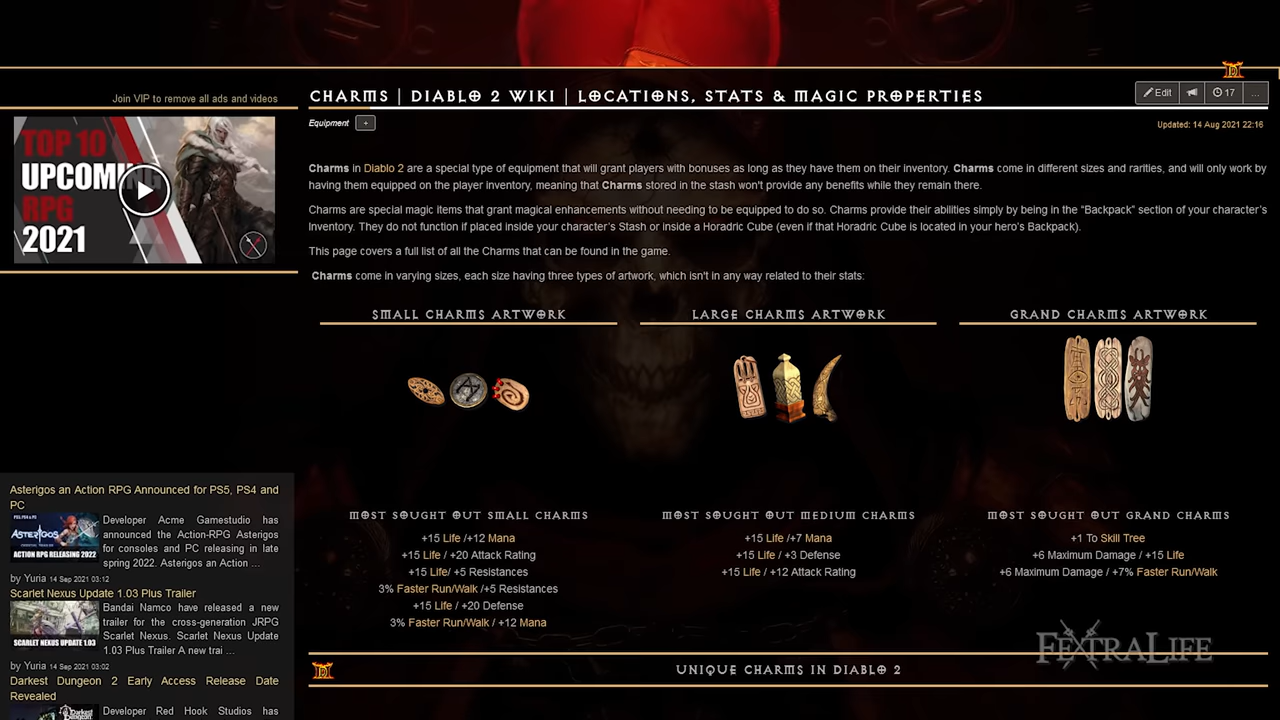 Join VIP to remove all ads and videos
TOP 10
UPCOMING
RPG
2021
CHARMS | DIABLO 2 WIKI | LOCATIONS, STATS & MAGIC PROPERTIES
Edit
17
...
Equipment
+
Updated: 14 Aug 2021 22:16
Charms in Diablo 2 are a special type of equipment that will grant players with bonuses as long as they have them on their inventory. Charms come in different sizes and rarities, and will only work by
having them equipped on the player inventory, meaning that Charms stored in the stash won't provide any benefits while they remain there.
Charms are special magic items that grant magical enhancements without needing to be equipped to do so. Charms provide their abilities simply by being in the "Backpack" section of your character's
Inventory. They do not function if placed inside your character's Stash or inside a Horadric Cube (even if that Horadric Cube is located in your hero's Backpack).
This page covers a full list of all the Charms that can be found in the game.
Charms come in varying sizes, each size having three types of artwork, which isn't in any way related to their stats:
SMALL CHARMS ARTWORK
LARGE CHARMS ARTWORK
GRAND CHARMS ARTWORK
MOST SOUGHT OUT SMALL CHARMS
+15 Life /+12 Mana
+15 Life / +20 Attack Rating
+15 Life/ +5 Resistances
3% Faster Run/Walk /+5 Resistances
+15 Life / +20 Defense
3% Faster Run/Walk / +12 Mana
MOST SOUGHT OUT MEDIUM CHARMS
+15 Life /+7 Mana
+15 Life / +3 Defense
+15 Life / +12 Attack Rating
MOST SOUGHT OUT GRAND CHARMS
+1 To Skill Tree
+6 Maximum Damage / +15 Life
+6 Maximum Damage / +7% Faster Run/Walk
FEXTRALIFE
UNIQUE CHARMS IN DIABLO 2
Asterigos an Action RPG Announced for PS5, PS4 and
PC
ASTERIGOS
ACTION RPG RELEASING 2022
Developer Acme Gamestudio has
announced the Action-RPG Asterigos
for consoles and PC releasing in late
spring 2022. Asterigos an Action ...
by Yuria 14 Sep 2021 03:12
Scarlet Nexus Update 1.03 Plus Trailer
SCARLET NEXUS UPDATE 1.03
Bandai Namco have released a new
trailer for the cross-generation JRPG
Scarlet Nexus. Scarlet Nexus Update
1.03 Plus Trailer A new trai ...
by Yuria 14 Sep 2021 03:02
Darkest Dungeon 2 Early Access Release Date
Revealed
Developer Red Hook Studios has